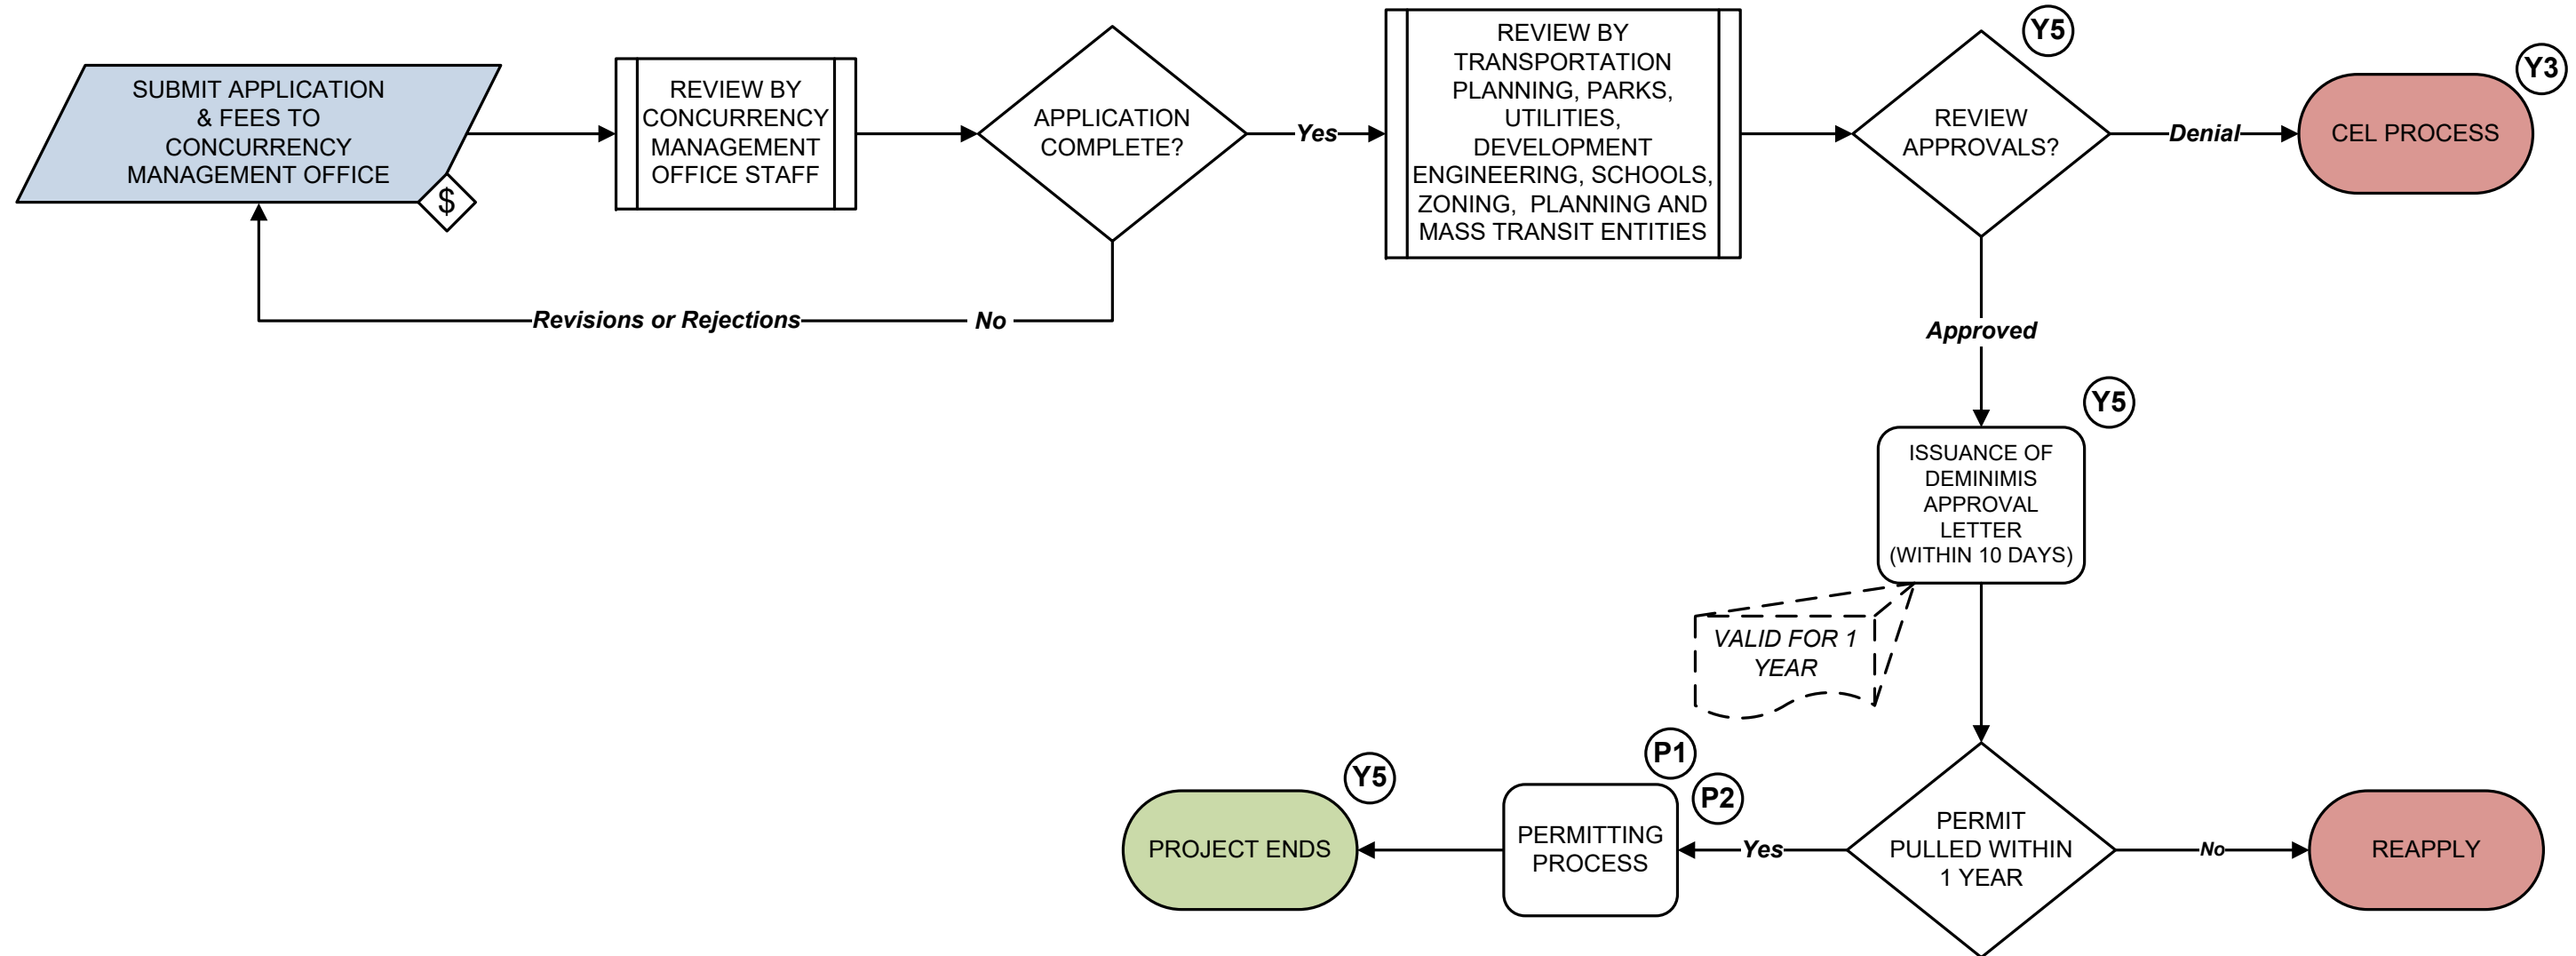 SUBMIT APPLICATION
& FEES TO
CONCURRENCY
MANAGEMENT OFFICE
$
REVIEW BY
CONCURRENCY
MANAGEMENT
OFFICE STAFF
APPLICATION
COMPLETE?
Yes
No
Revisions or Rejections
REVIEW BY
TRANSPORTATION
PLANNING, PARKS,
UTILITIES,
DEVELOPMENT
ENGINEERING, SCHOOLS,
ZONING, PLANNING AND
MASS TRANSIT ENTITIES
Y5
REVIEW
APPROVALS?
Denial
Y3
CEL PROCESS
Approved
Y5
ISSUANCE OF
DEMINIMIS
APPROVAL
LETTER
(WITHIN 10 DAYS)
VALID FOR 1
YEAR
PERMIT
PULLED WITHIN
1 YEAR
No
REAPPLY
Yes
P1
P2
PERMITTING
PROCESS
Y5
PROJECT ENDS